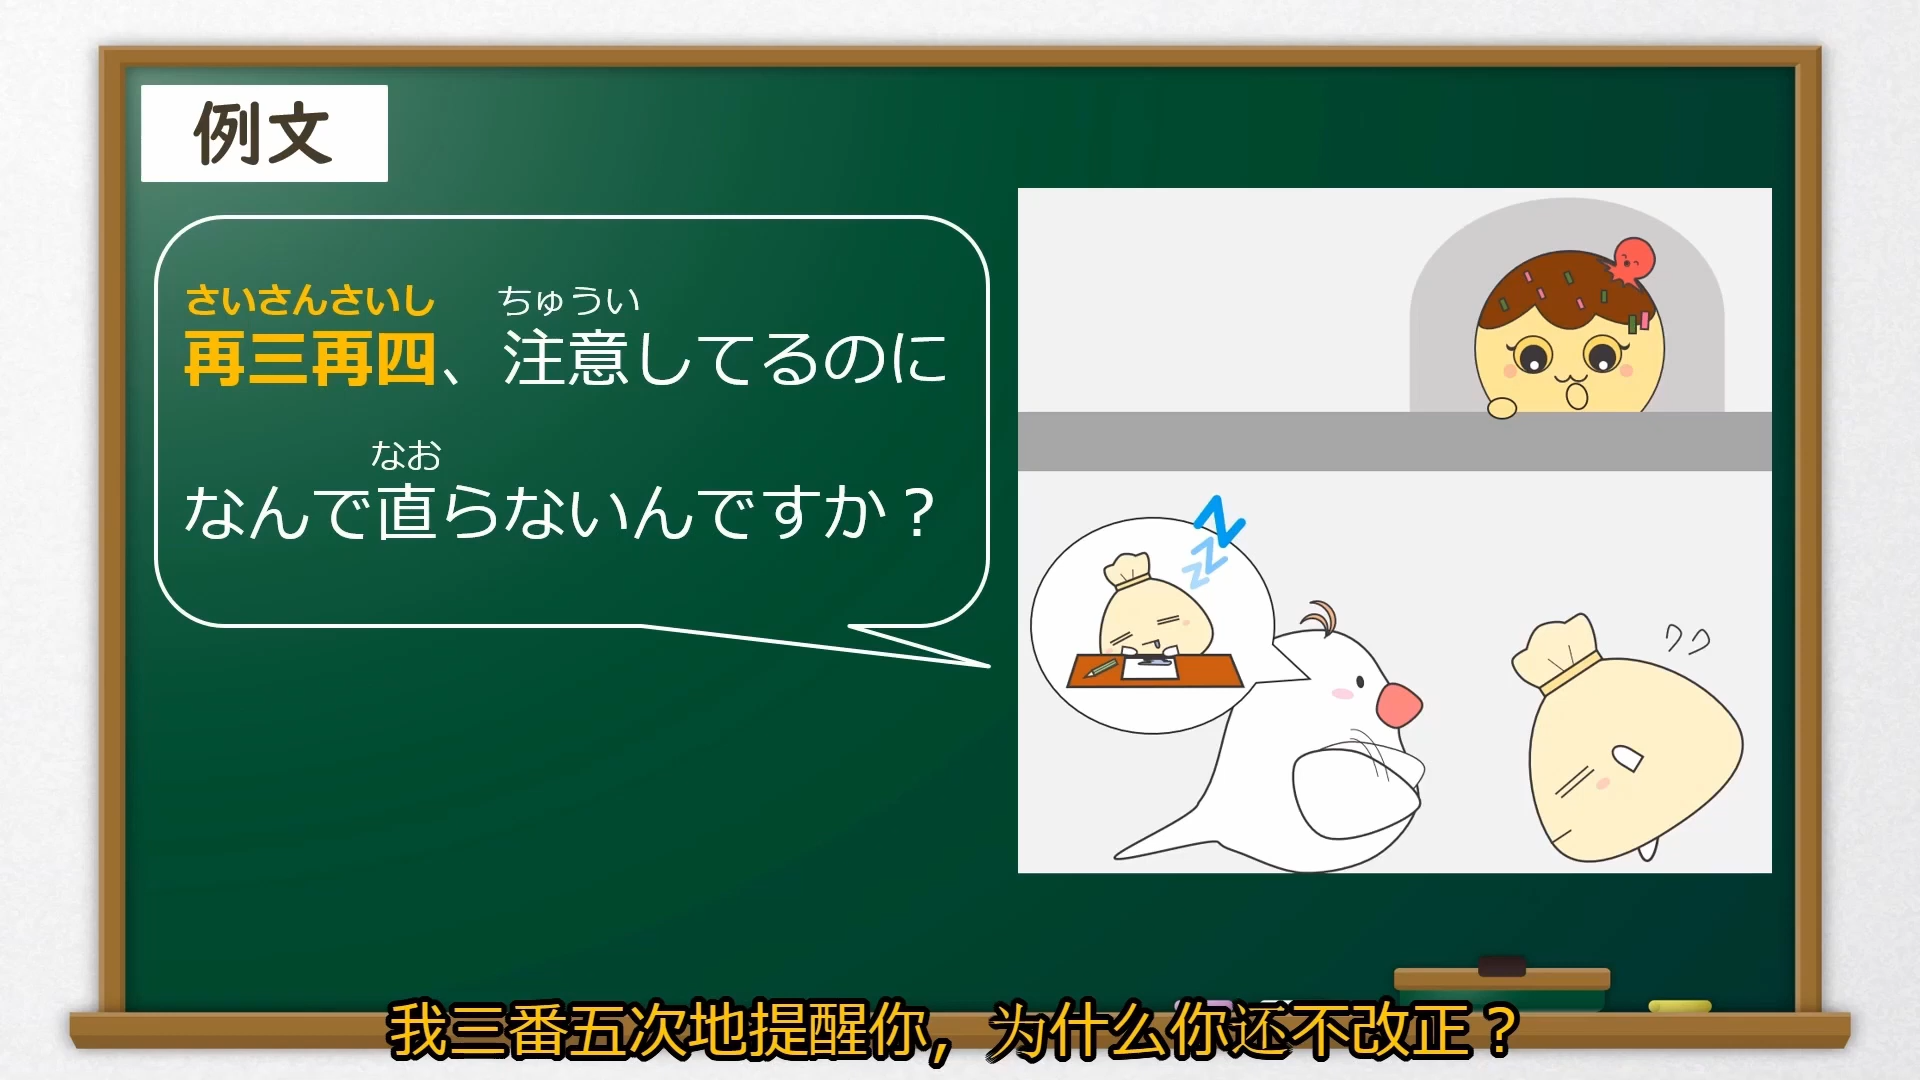 例文
さいさんさいし ちゅうい
再三再四、注意してるのに
なお
なんで直らないんですか？
zzZ
我三番五次地提醒你，为什么你还不改正？